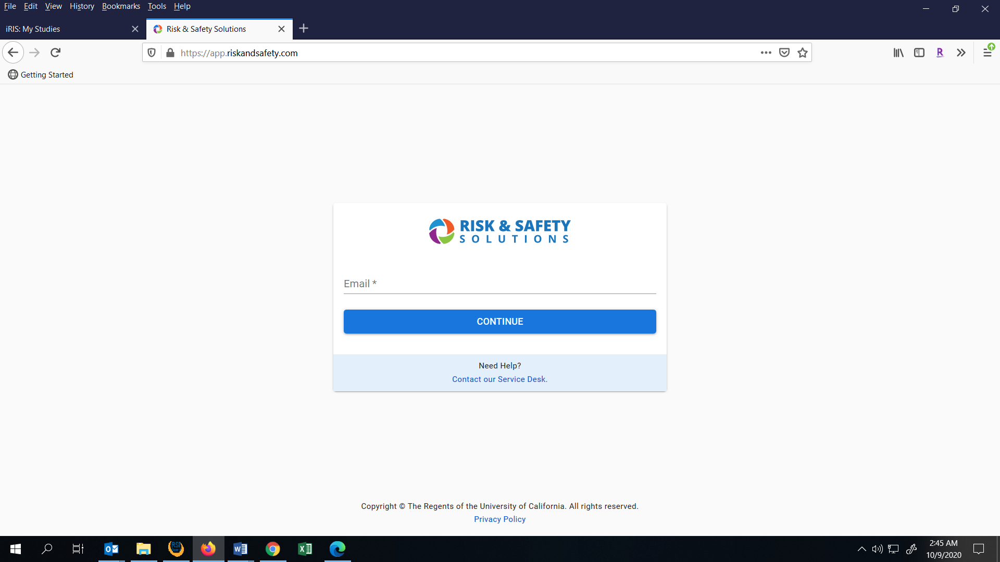 File Edit View History Bookmarks Tools Help
iRIS: My Studies
Risk & Safety Solutions
https://app.riskandsafety.com
R
Getting Started
RISK & SAFETY
SOLUTIONS
Email *
CONTINUE
Need Help?
Contact our Service Desk.
Copyright © The Regents of the University of California. All rights reserved.
Privacy Policy
2:45 AM
10/9/2020